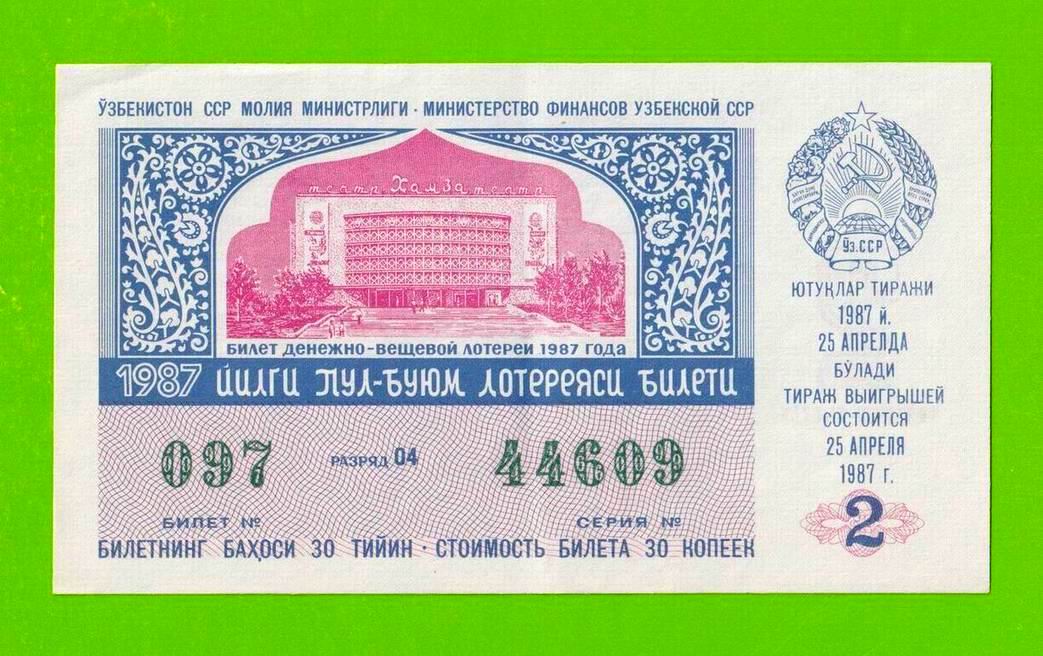 ЎЗБЕКИСТОН ССР МОЛИЯ МИНИСТРЛИГИ · МИНИСТЕРСТВО ФИНАНСОВ УЗБЕКСКОЙ ССР
театр Хамза театр
БИЛЕТ ДЕНЕЖНО-ВЕЩЕВОЙ ЛОТЕРЕИ 1987 ГОДА
1987 ЙИЛГИ ПУЛ-БУЮМ ЛОТЕРЕЯСИ БИЛЕТИ
097 РАЗРЯД 04 44609
БИЛЕТ № СЕРИЯ №
БИЛЕТНИНГ БАҲОСИ 30 ТИЙИН · СТОИМОСТЬ БИЛЕТА 30 КОПЕЕК
Ўз.ССР
ЮТУҚЛАР ТИРАЖИ
1987 й.
25 АПРЕЛДА
БЎЛАДИ
ТИРАЖ ВЫИГРЫШЕЙ
СОСТОИТСЯ
25 АПРЕЛЯ
1987 г.
2